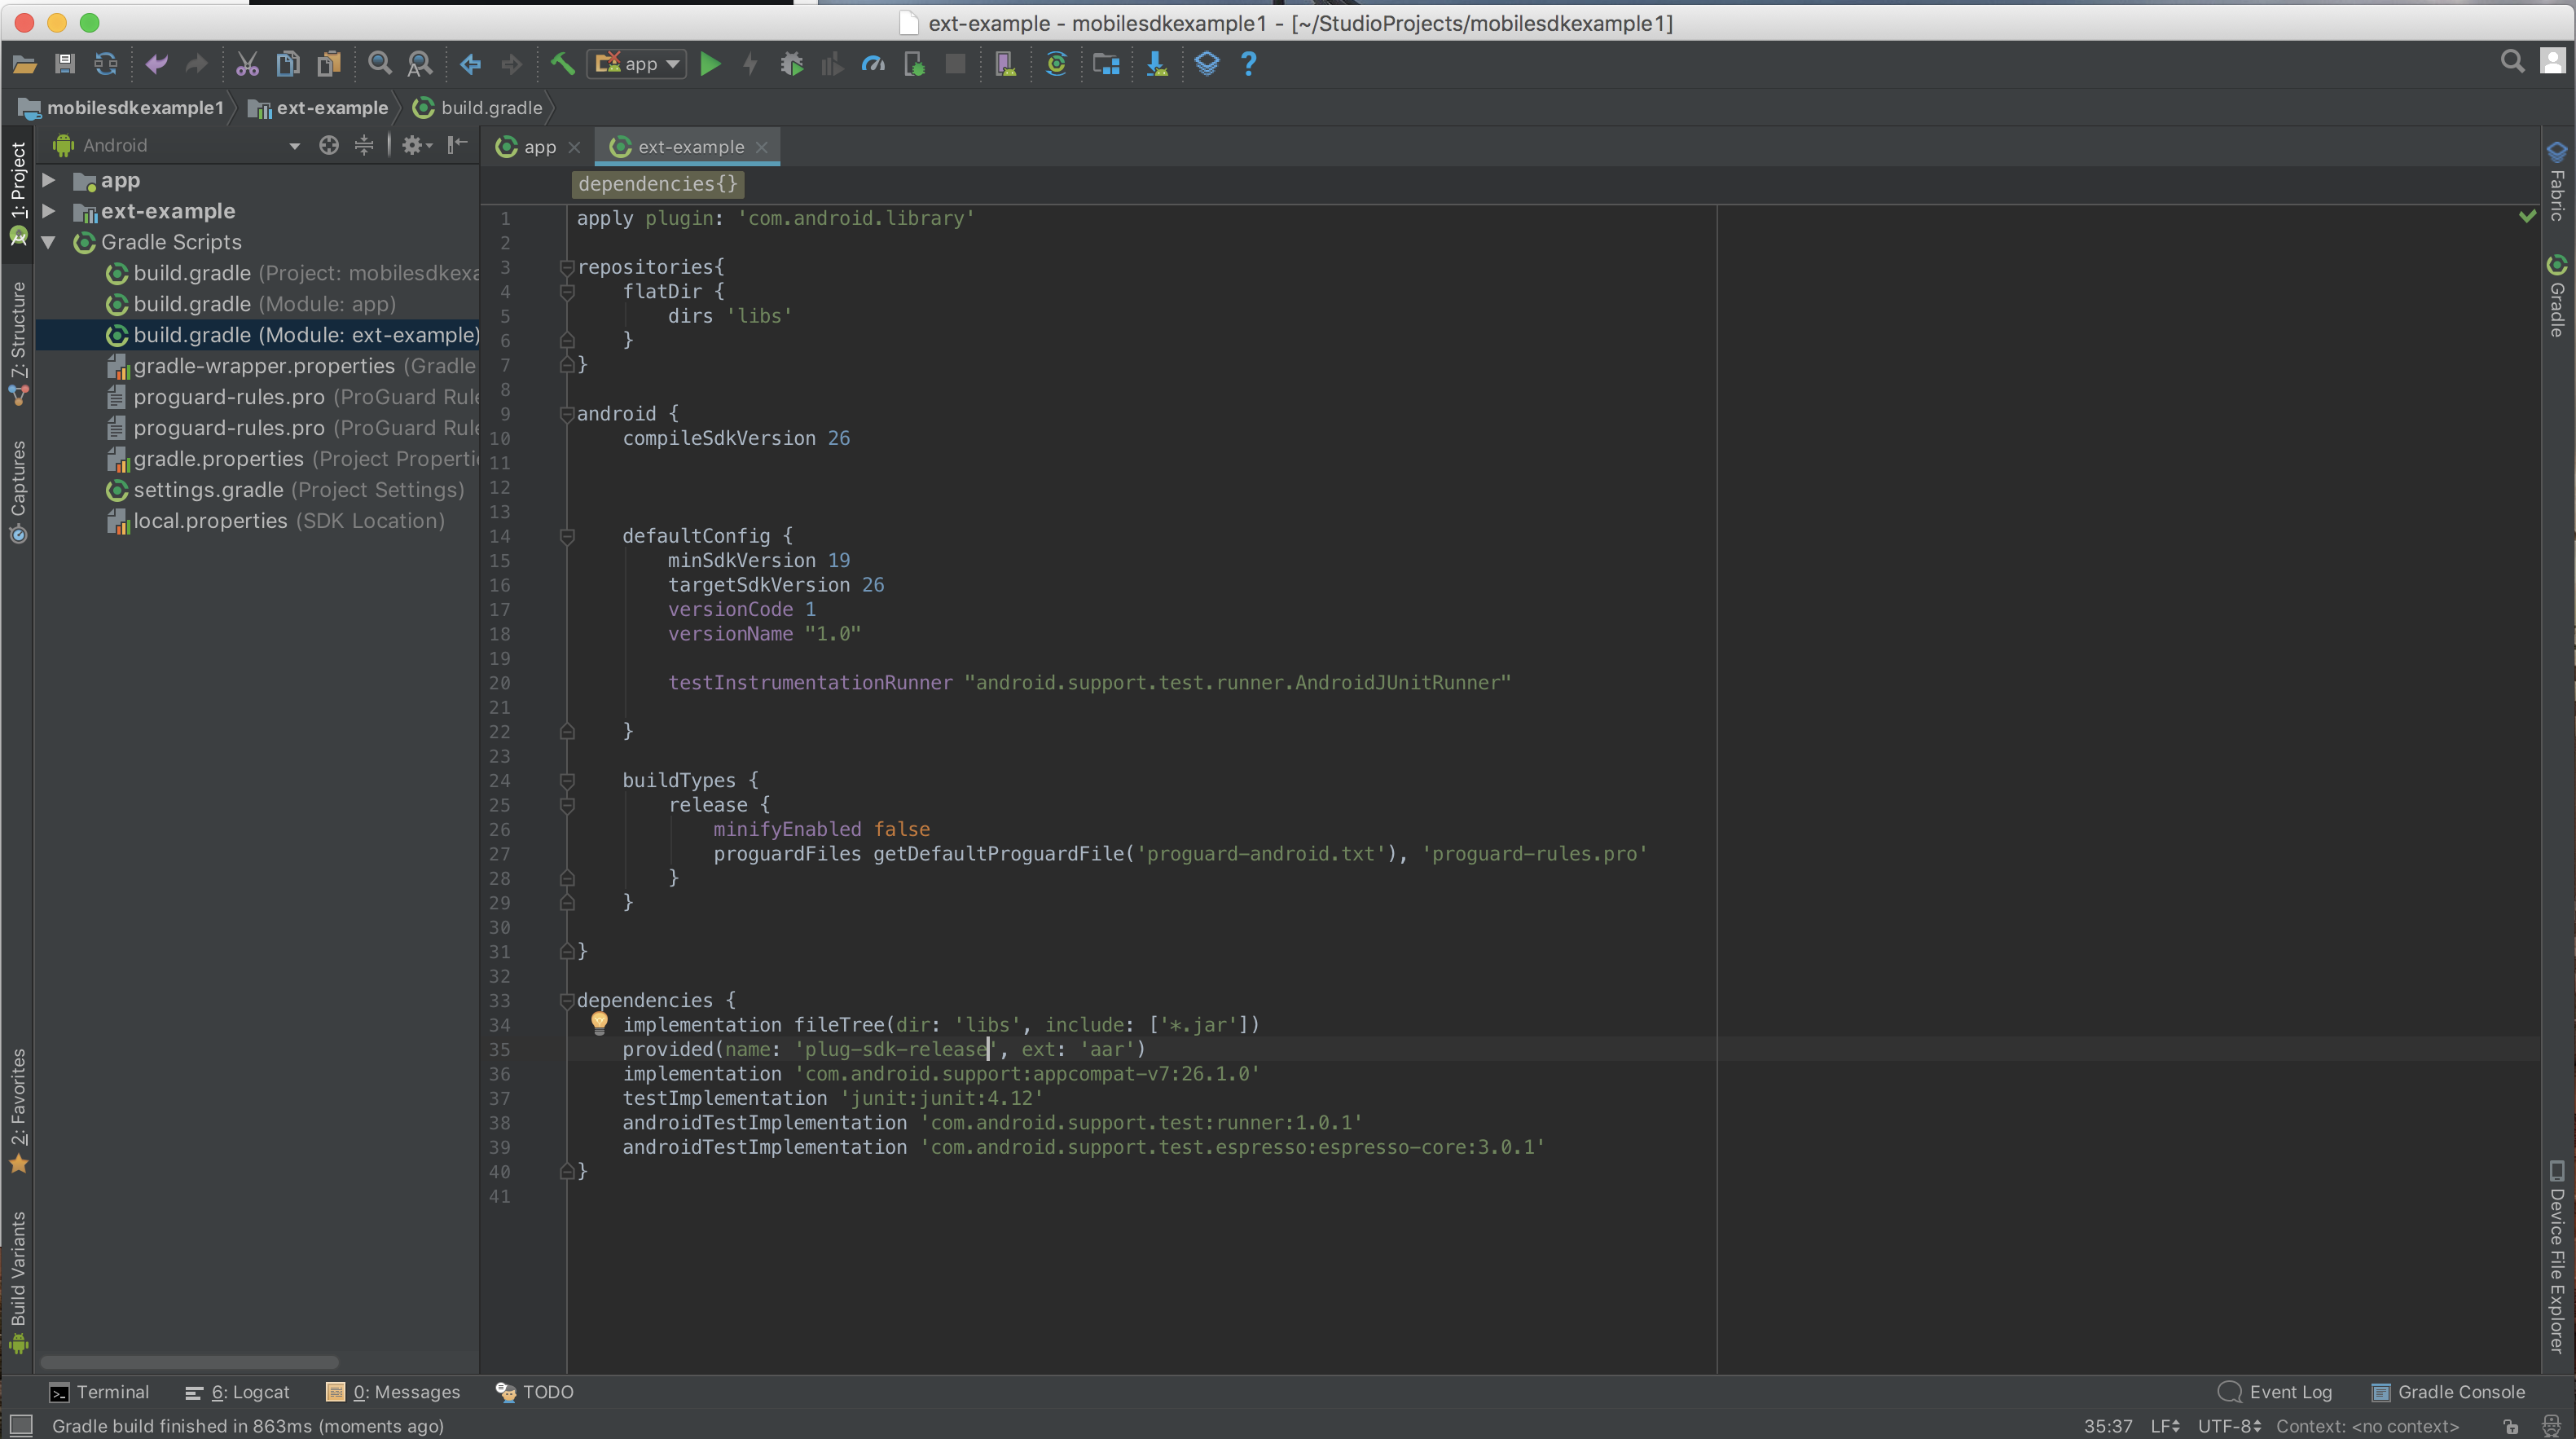 ext-example - mobilesdkexample1 - [~/StudioProjects/mobilesdkexample1]
app
mobilesdkexample1 ext-example build.gradle
1: Project
7: Structure
Captures
2: Favorites
Build Variants
Android
app
ext-example
Gradle Scripts
build.gradle (Project: mobilesdkexa
build.gradle (Module: app)
build.gradle (Module: ext-example)
gradle-wrapper.properties (Gradle
proguard-rules.pro (ProGuard Rule
proguard-rules.pro (ProGuard Rule
gradle.properties (Project Properti
settings.gradle (Project Settings)
local.properties (SDK Location)
app ext-example
dependencies{}
1 apply plugin: 'com.android.library'
2
3 repositories{
4 flatDir {
5 dirs 'libs'
6 }
7 }
8
9 android {
10 compileSdkVersion 26
11
12
13
14 defaultConfig {
15 minSdkVersion 19
16 targetSdkVersion 26
17 versionCode 1
18 versionName "1.0"
19
20 testInstrumentationRunner "android.support.test.runner.AndroidJUnitRunner"
21
22 }
23
24 buildTypes {
25 release {
26 minifyEnabled false
27 proguardFiles getDefaultProguardFile('proguard-android.txt'), 'proguard-rules.pro'
28 }
29 }
30
31 }
32
33 dependencies {
34 implementation fileTree(dir: 'libs', include: ['*.jar'])
35 provided(name: 'plug-sdk-release', ext: 'aar')
36 implementation 'com.android.support:appcompat-v7:26.1.0'
37 testImplementation 'junit:junit:4.12'
38 androidTestImplementation 'com.android.support.test:runner:1.0.1'
39 androidTestImplementation 'com.android.support.test.espresso:espresso-core:3.0.1'
40 }
41
Fabric
Gradle
Device File Explorer
Terminal 6: Logcat 0: Messages TODO Event Log Gradle Console
Gradle build finished in 863ms (moments ago) 35:37 LF UTF-8 Context: <no context>